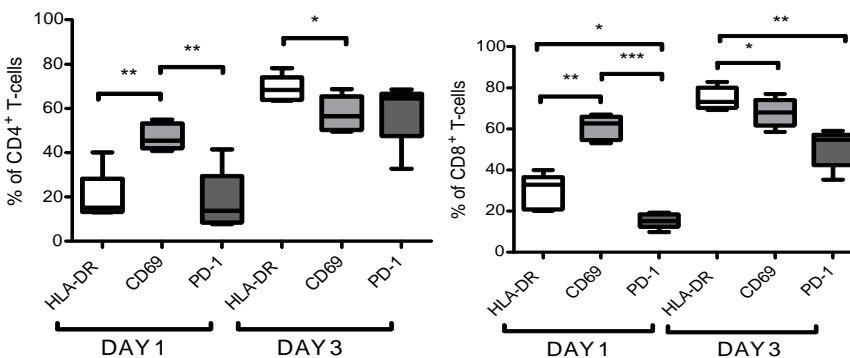 % of CD4+ T-cells
100
80
60
40
20
0
**
**
*
HLA-DR
CD69
PD-1
HLA-DR
CD69
PD-1
DAY 1
DAY 3
% of CD8+ T-cells
100
80
60
40
20
0
*
**
***
**
*
HLA-DR
CD69
PD-1
HLA-DR
CD69
PD-1
DAY 1
DAY 3